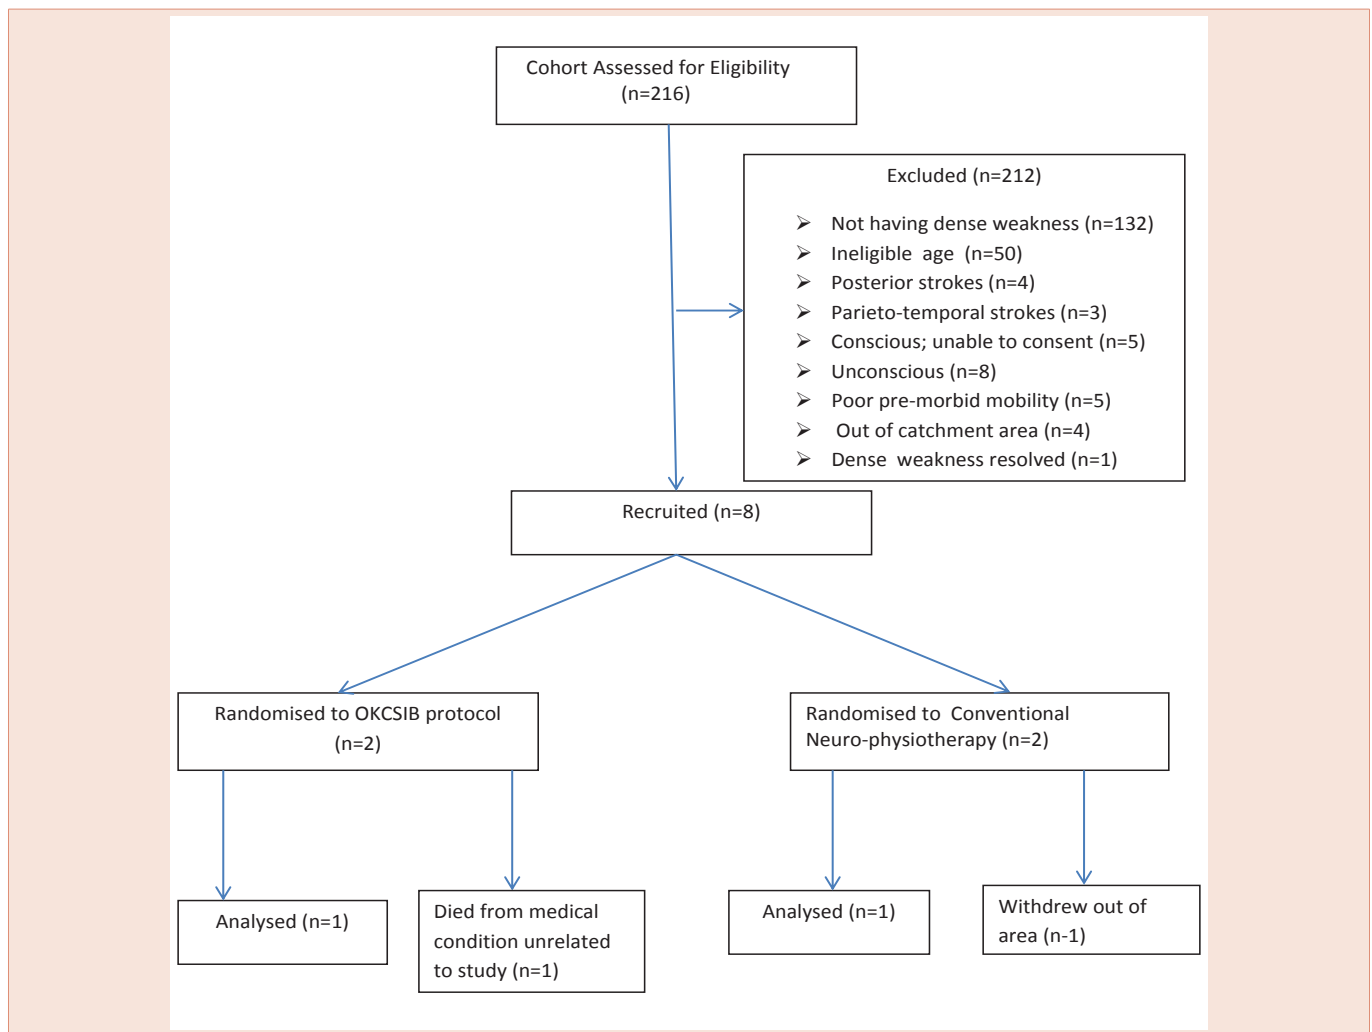 Cohort Assessed for Eligibility
(n=216)
Excluded (n=212)
➢ Not having dense weakness (n=132)
➢ Ineligible age (n=50)
➢ Posterior strokes (n=4)
➢ Parieto-temporal strokes (n=3)
➢ Conscious; unable to consent (n=5)
➢ Unconscious (n=8)
➢ Poor pre-morbid mobility (n=5)
➢ Out of catchment area (n=4)
➢ Dense weakness resolved (n=1)
Recruited (n=8)
Randomised to OKCSIB protocol
(n=2)
Randomised to Conventional
Neuro-physiotherapy (n=2)
Analysed (n=1)
Died from medical
condition unrelated
to study (n=1)
Analysed (n=1)
Withdrew out of
area (n-1)